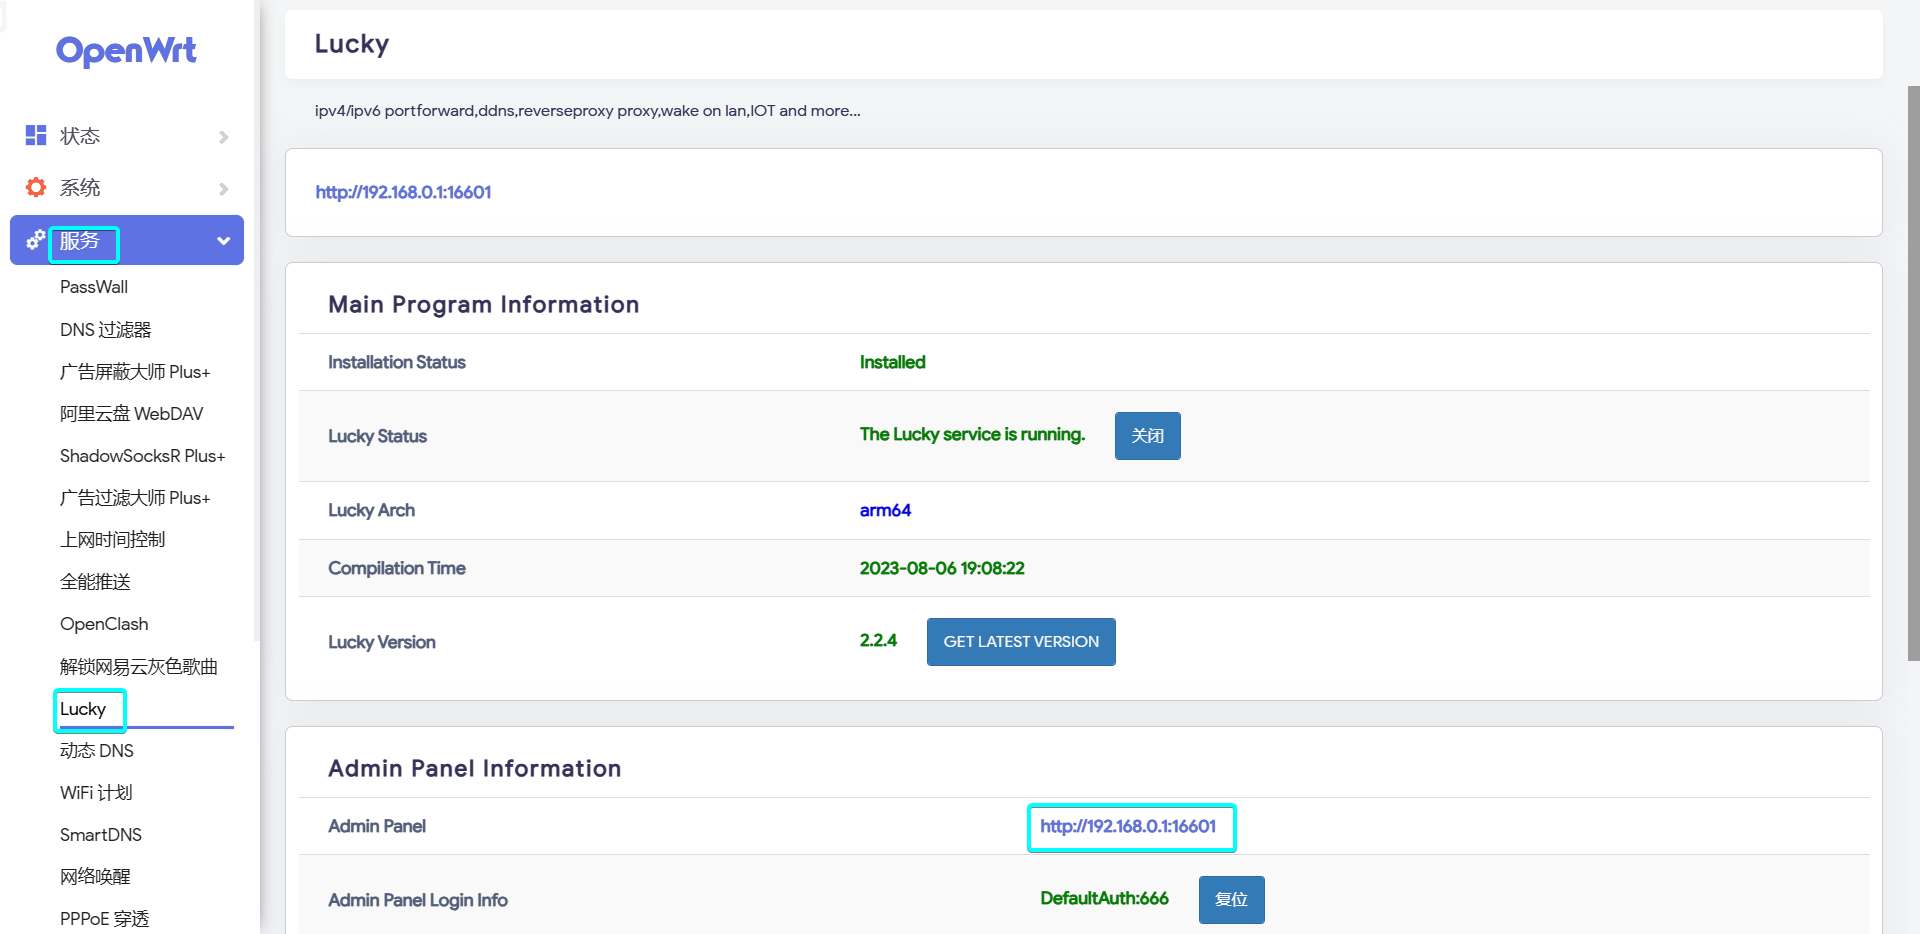 OpenWrt
状态
系统
服务
PassWall
DNS 过滤器
广告屏蔽大师 Plus+
阿里云盘 WebDAV
ShadowSocksR Plus+
广告过滤大师 Plus+
上网时间控制
全能推送
OpenClash
解锁网易云灰色歌曲
Lucky
动态 DNS
WiFi 计划
SmartDNS
网络唤醒
PPPoE 穿透
Lucky
ipv4/ipv6 portforward,ddns,reverseproxy proxy,wake on lan,IOT and more...
http://192.168.0.1:16601
Main Program Information
Installation Status Installed
Lucky Status The Lucky service is running. 关闭
Lucky Arch arm64
Compilation Time 2023-08-06 19:08:22
Lucky Version 2.2.4 GET LATEST VERSION
Admin Panel Information
Admin Panel http://192.168.0.1:16601
Admin Panel Login Info DefaultAuth:666 复位